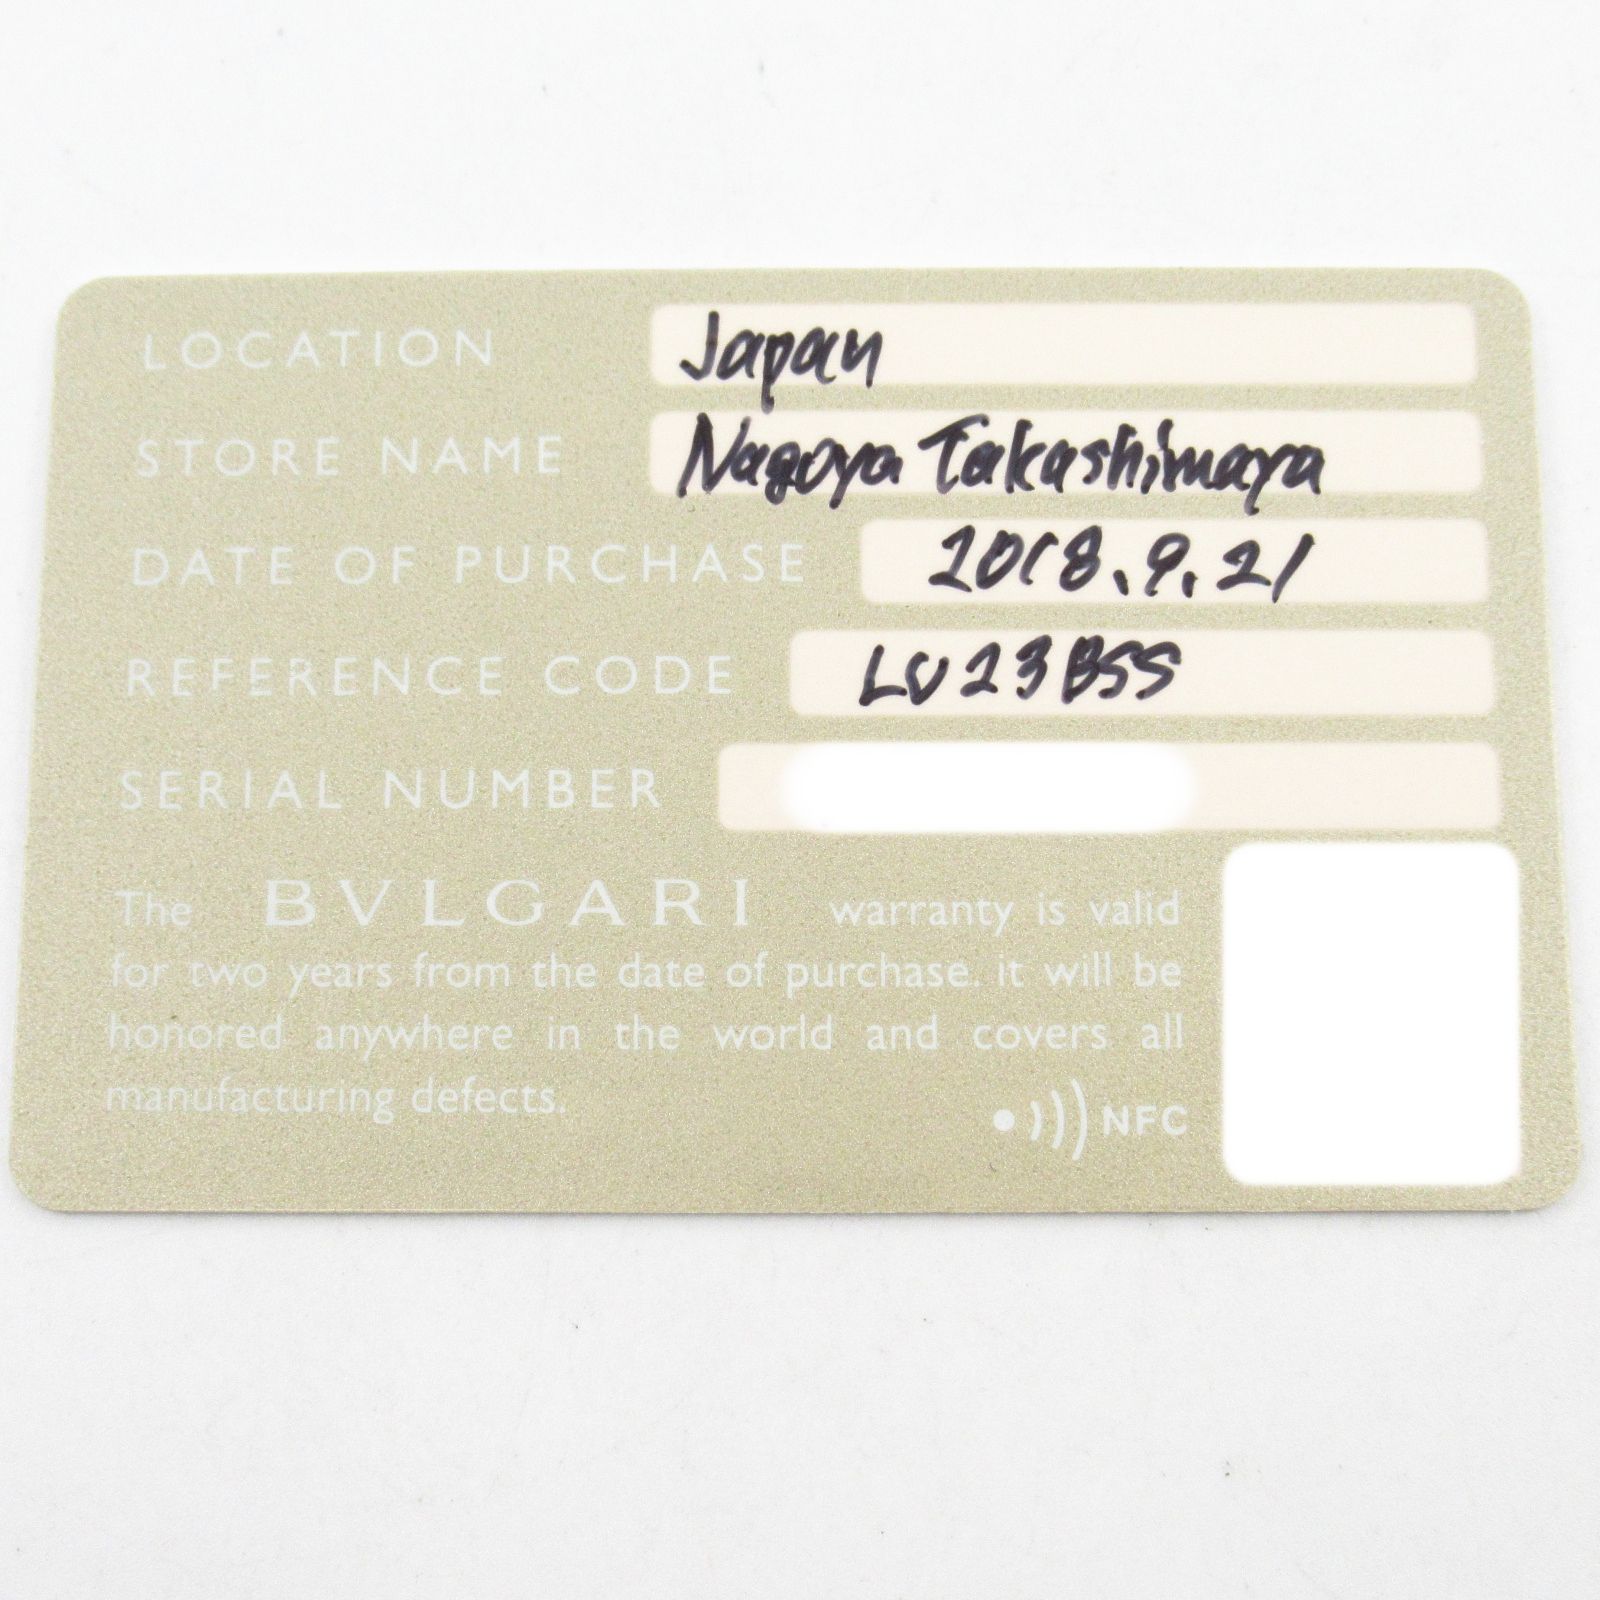 LOCATION Japan
STORE NAME Nagoya Takashimaya
DATE OF PURCHASE 2018.9.21
REFERENCE CODE LU23BSS
SERIAL NUMBER
The BVLGARI warranty is valid
for two years from the date of purchase. it will be
honored anywhere in the world and covers all
manufacturing defects.
NFC